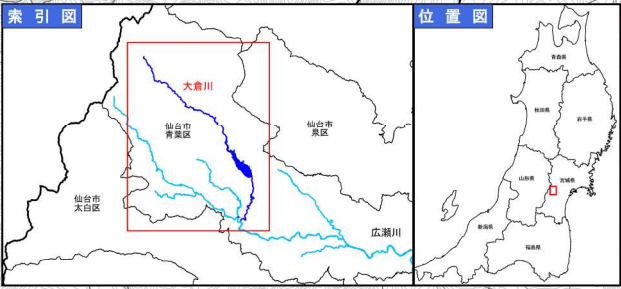 索引図
大倉川
仙台市
青葉区
仙台市
泉区
仙台市
太白区
広瀬川
位置図
青森県
秋田県
岩手県
山形県
宮城県
新潟県
福島県